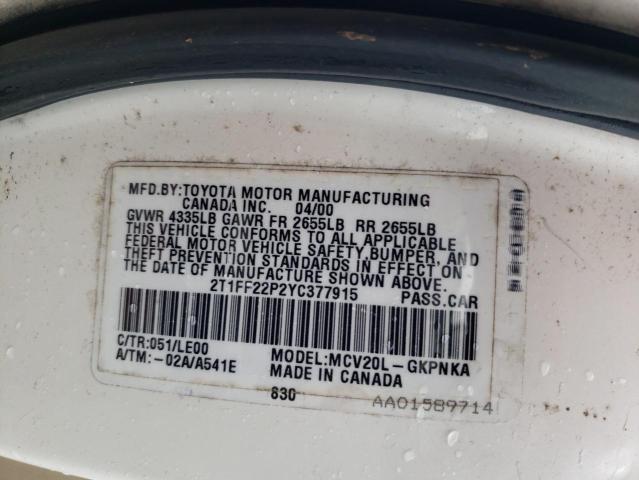 MFD.BY:TOYOTA MOTOR MANUFACTURING
CANADA INC. 04/00
GVWR 4335LB GAWR FR 2655LB RR 2655LB
THIS VEHICLE CONFORMS TO ALL APPLICABLE
FEDERAL MOTOR VEHICLE SAFETY,BUMPER, AND
THEFT PREVENTION STANDARDS IN EFFECT ON
THE DATE OF MANUFACTURE SHOWN ABOVE.
2T1FF22P2YC377915 PASS.CAR
C/TR:051/LE00 MODEL:MCV20L-GKPNKA
A/TM:-02A/A541E MADE IN CANADA
830 AA01589714